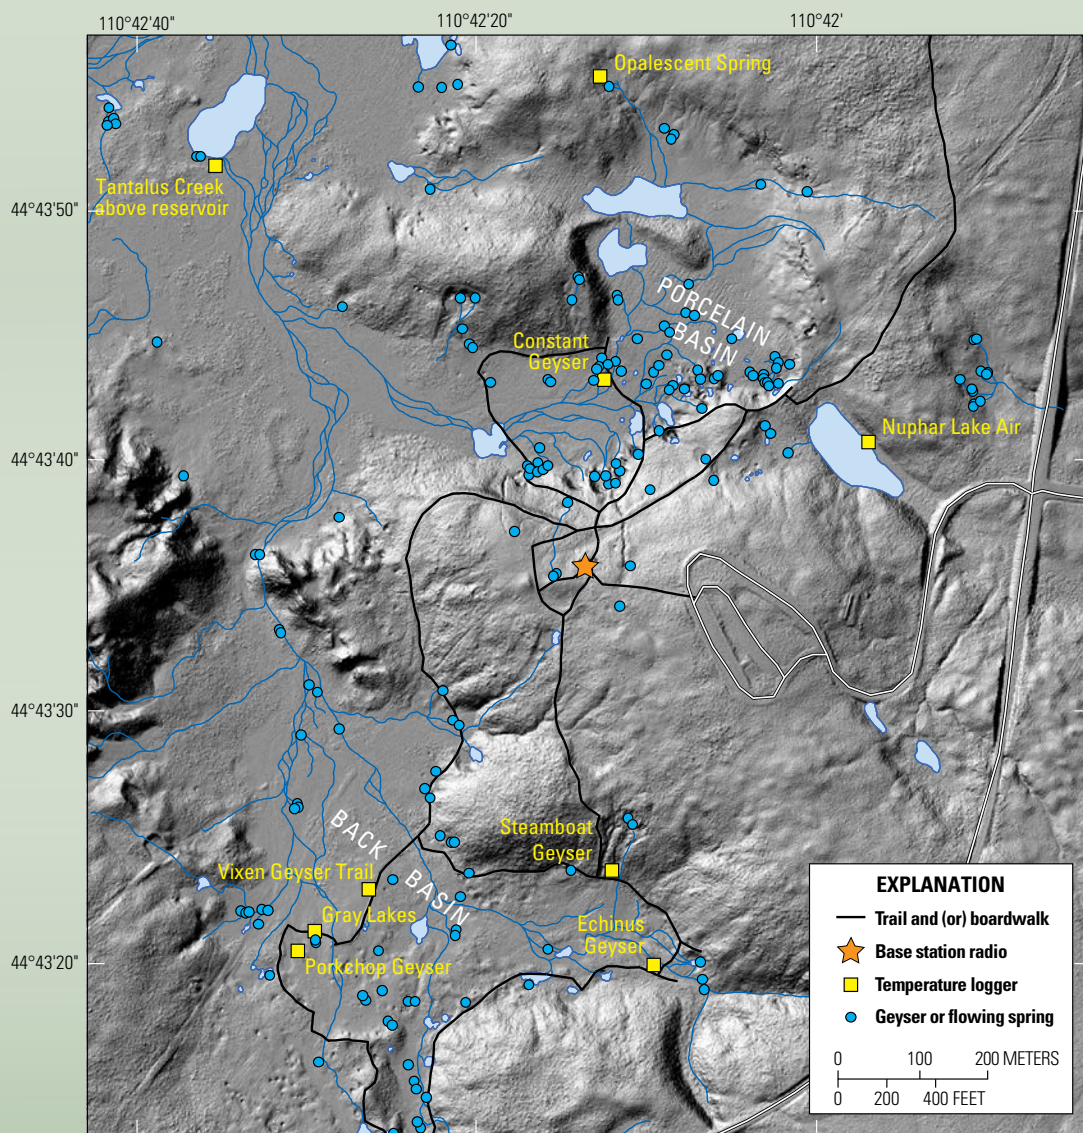 110°42'40"
110°42'20"
110°42'
Opalescent Spring
Tantalus Creek
above reservoir
44°43'50"
PORCELAIN
BASIN
Constant
Geyser
Nuphar Lake Air
44°43'40"
44°43'30"
BACK
BASIN
Steamboat
Geyser
Vixen Geyser Trail
Gray Lakes
Echinus
Geyser
Porkchop Geyser
44°43'20"
EXPLANATION
Trail and (or) boardwalk
Base station radio
Temperature logger
Geyser or flowing spring
0 100 200 METERS
0 200 400 FEET